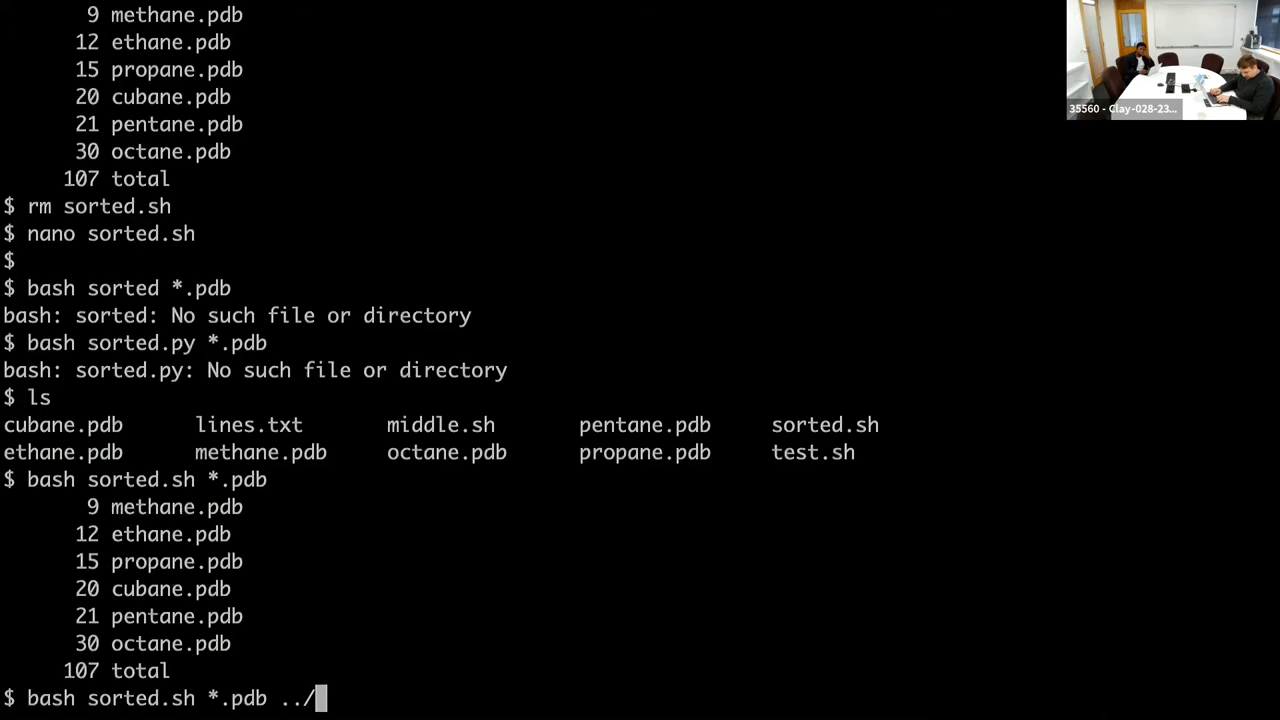 9 methane.pdb
12 ethane.pdb
15 propane.pdb
20 cubane.pdb
21 pentane.pdb
30 octane.pdb
107 total
$ rm sorted.sh
$ nano sorted.sh
$
$ bash sorted *.pdb
bash: sorted: No such file or directory
$ bash sorted.py *.pdb
bash: sorted.py: No such file or directory
$ ls
cubane.pdb lines.txt middle.sh pentane.pdb sorted.sh
ethane.pdb methane.pdb octane.pdb propane.pdb test.sh
$ bash sorted.sh *.pdb
9 methane.pdb
12 ethane.pdb
15 propane.pdb
20 cubane.pdb
21 pentane.pdb
30 octane.pdb
107 total
$ bash sorted.sh *.pdb ../
35560 - Clay-028-23...